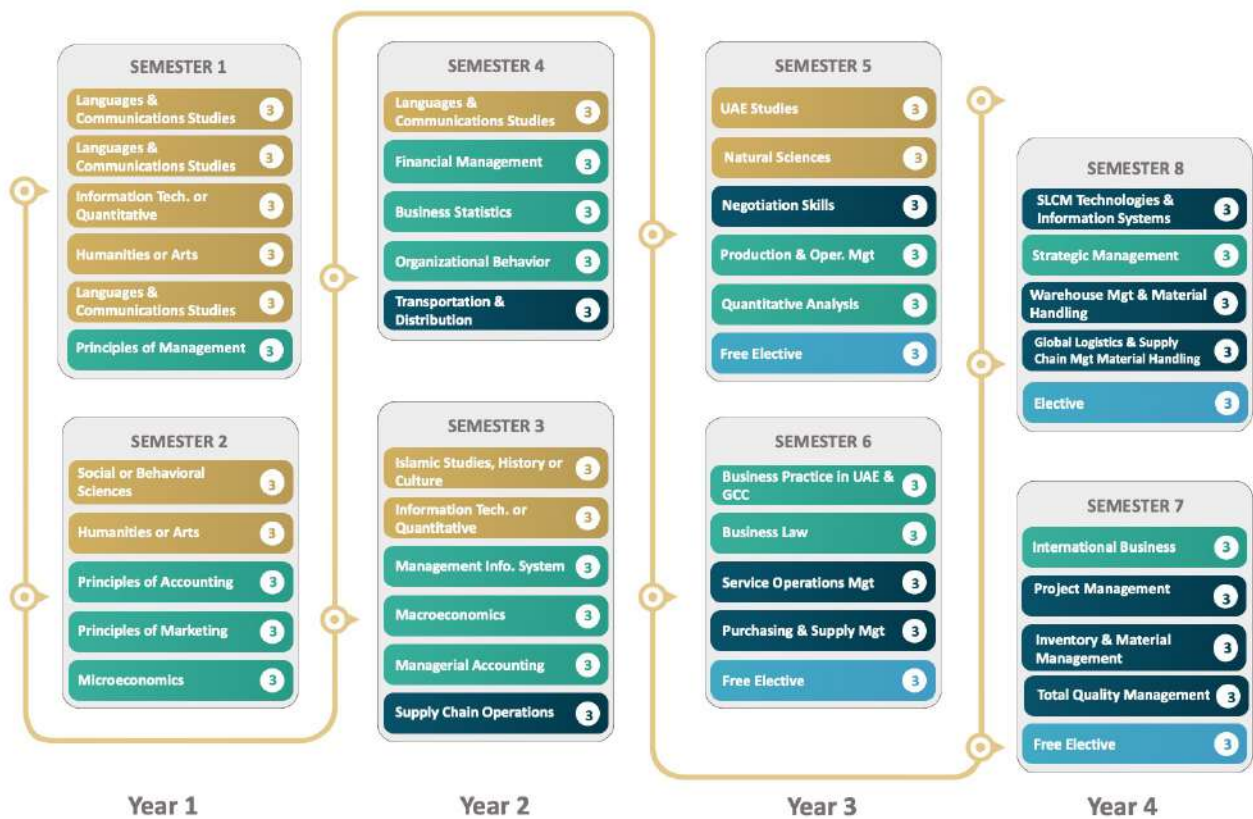 SEMESTER 1
Languages &
Communications Studies 3
Languages &
Communications Studies 3
Information Tech. or
Quantitative 3
Humanities or Arts 3
Languages &
Communications Studies 3
Principles of Management 3
SEMESTER 2
Social or Behavioral
Sciences 3
Humanities or Arts 3
Principles of Accounting 3
Principles of Marketing 3
Microeconomics 3
Year 1
SEMESTER 4
Languages &
Communications Studies 3
Financial Management 3
Business Statistics 3
Organizational Behavior 3
Transportation &
Distribution 3
SEMESTER 3
Islamic Studies, History or
Culture 3
Information Tech. or
Quantitative 3
Management Info. System 3
Macroeconomics 3
Managerial Accounting 3
Supply Chain Operations 3
Year 2
SEMESTER 5
UAE Studies 3
Natural Sciences 3
Negotiation Skills 3
Production & Oper. Mgt 3
Quantitative Analysis 3
Free Elective 3
SEMESTER 6
Business Practice in UAE &
GCC 3
Business Law 3
Service Operations Mgt 3
Purchasing & Supply Mgt 3
Free Elective 3
Year 3
SEMESTER 8
SLCM Technologies &
Information Systems 3
Strategic Management 3
Warehouse Mgt & Material
Handling 3
Global Logistics & Supply
Chain Mgt Material Handling 3
Elective 3
SEMESTER 7
International Business 3
Project Management 3
Inventory & Material
Management 3
Total Quality Management 3
Free Elective 3
Year 4